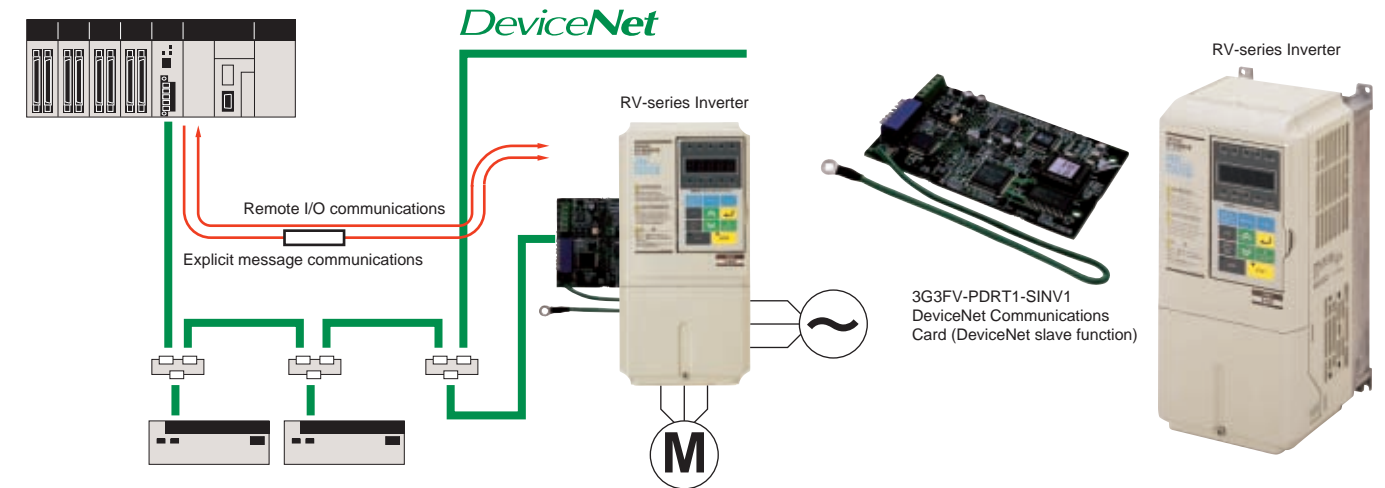 DeviceNet
RV-series Inverter
RV-series Inverter
Remote I/O communications
Explicit message communications
3G3FV-PDRT1-SINV1
DeviceNet Communications
Card (DeviceNet slave function)
M